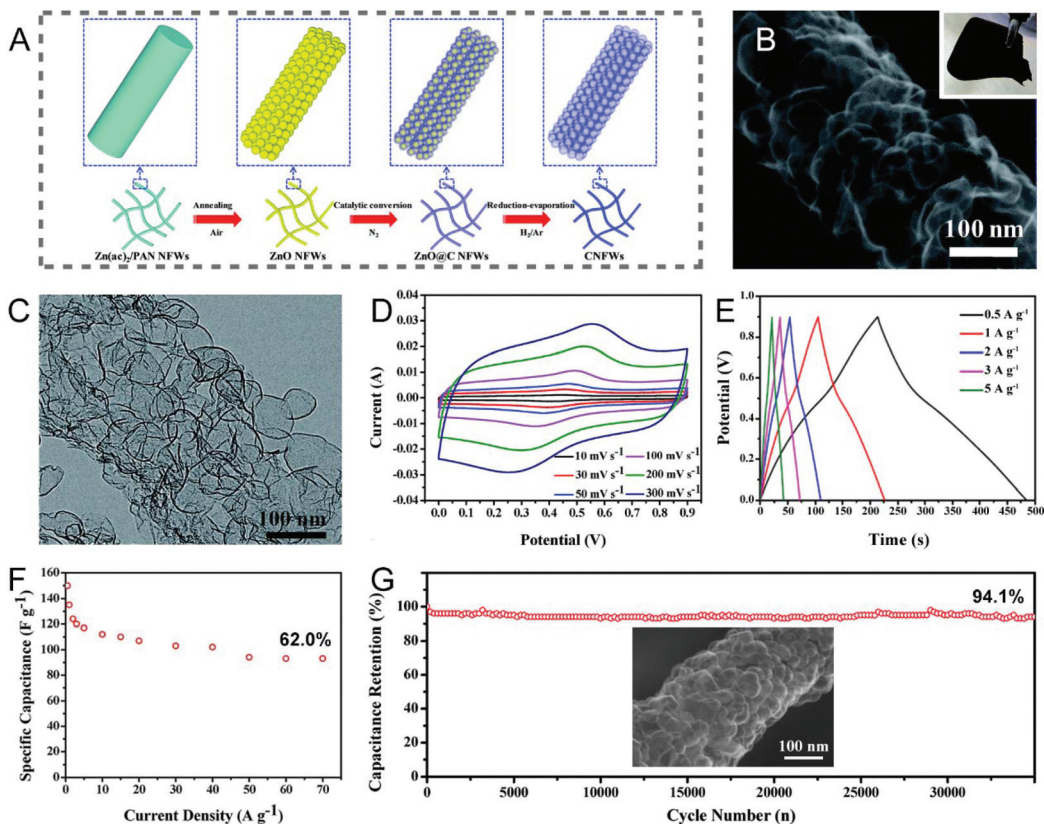 A
Annealing
Air
Catalytic conversion
N₂
Reduction-evaporation
H₂/Ar
Zn(ac)₂/PAN NFWs
ZnO NFWs
ZnO@C NFWs
CNFWs
B
100 nm
C
100 nm
D
0.04
0.03
0.02
0.01
0.00
-0.01
-0.02
-0.03
-0.04
Current (A)
10 mV s⁻¹
100 mV s⁻¹
30 mV s⁻¹
200 mV s⁻¹
50 mV s⁻¹
300 mV s⁻¹
0.0 0.1 0.2 0.3 0.4 0.5 0.6 0.7 0.8 0.9
Potential (V)
E
1.2
0.8
0.4
0.0
Potential (V)
0.5 A g⁻¹
1 A g⁻¹
2 A g⁻¹
3 A g⁻¹
5 A g⁻¹
0 50 100 150 200 250 300 350 400 450 500
Time (s)
F
160
140
120
100
80
60
40
20
0
Specific Capacitance (F g⁻¹)
62.0%
0 10 20 30 40 50 60 70
Current Density (A g⁻¹)
G
120
100
80
60
40
20
0
Capacitance Retention (%)
94.1%
100 nm
0 5000 10000 15000 20000 25000 30000
Cycle Number (n)